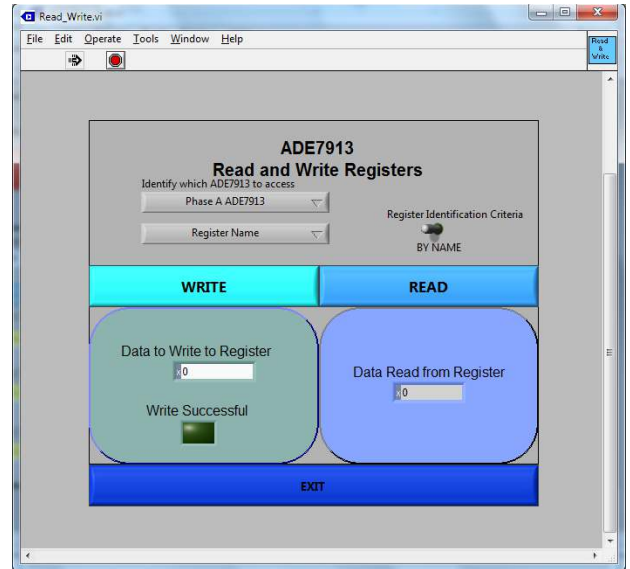 Read_Write.vi
File Edit Operate Tools Window Help
Read
&
Write
ADE7913
Read and Write Registers
Identify which ADE7913 to access
Phase A ADE7913
Register Name
Register Identification Criteria
BY NAME
WRITE
READ
Data to Write to Register
x 0
Write Successful
Data Read from Register
x 0
EXIT